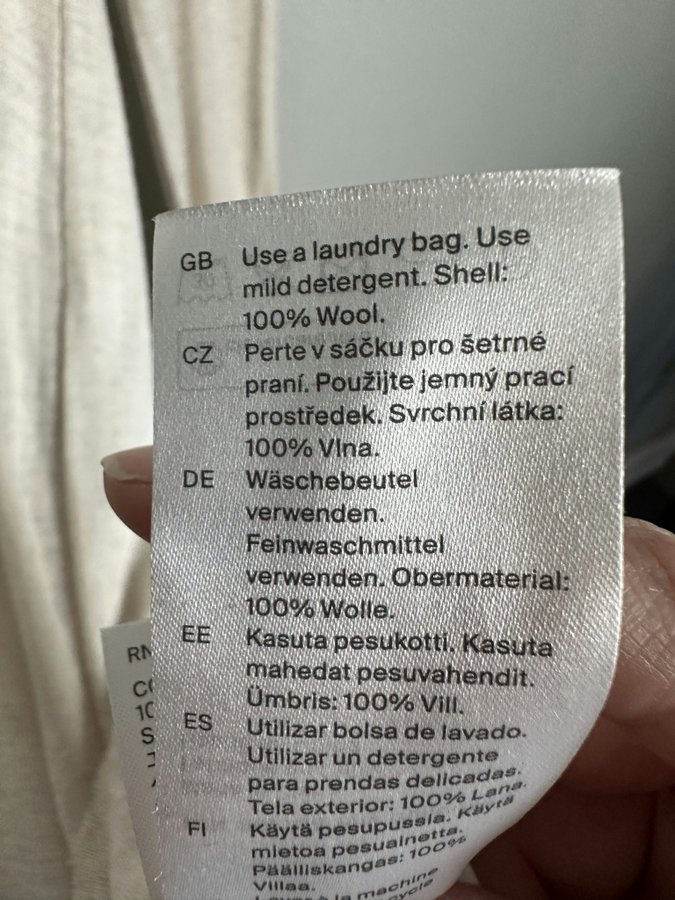 GB Use a laundry bag. Use
mild detergent. Shell:
100% Wool.
CZ Perte v sáčku pro šetrné
praní. Použijte jemný prací
prostředek. Svrchní látka:
100% Vlna.
DE Wäschebeutel
verwenden.
Feinwaschmittel
verwenden. Obermaterial:
100% Wolle.
EE Kasuta pesukotti. Kasuta
mahedat pesuvahendit.
Ümbris: 100% Vill.
ES Utilizar bolsa de lavado.
Utilizar un detergente
para prendas delicadas.
Tela exterior: 100% Lana.
FI Käytä pesupussia. Käytä
mietoa pesuainetta.
Päälliskangas: 100%
Villaa.
à la machine
RN